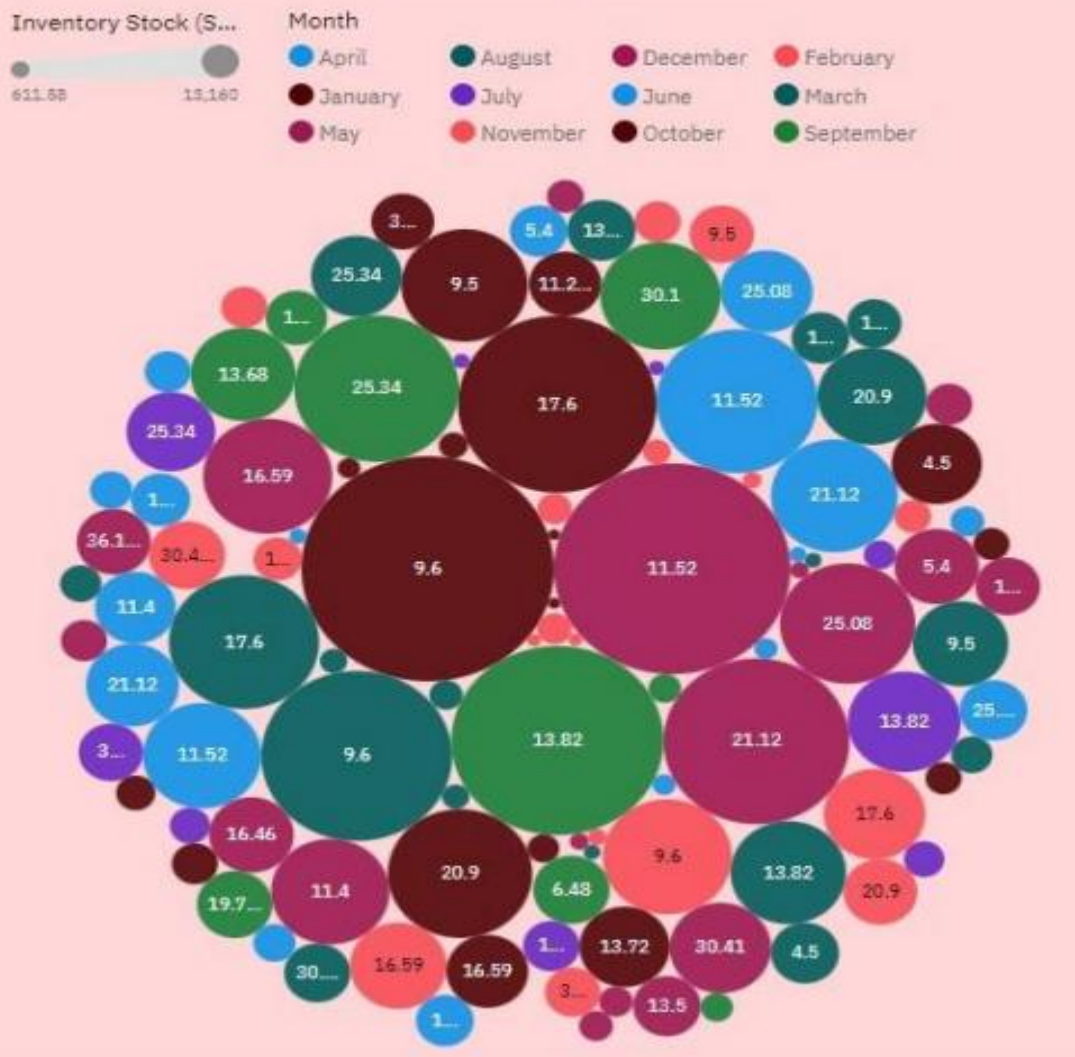 Inventory Stock (S...
611.58 13,160
Month
April August December February
January July June March
May November October September
3...
5.4 13... 9.5
25.34 9.5 11.2... 30.1 25.08
1... 1... 1...
13.68 25.34 17.6 11.52 20.9
25.34
16.59 4.5
1... 21.12
36.1... 30.4... 1... 9.6 11.52 5.4
1...
11.4 25.08
17.6 9.5
21.12
3... 11.52 9.6 13.82 21.12 13.82 25....
17.6
16.46 9.6
11.4 20.9 6.48 13.82 20.9
19.7...
1... 13.72 30.41 4.5
30.... 16.59 16.59
3... 13.5
1...